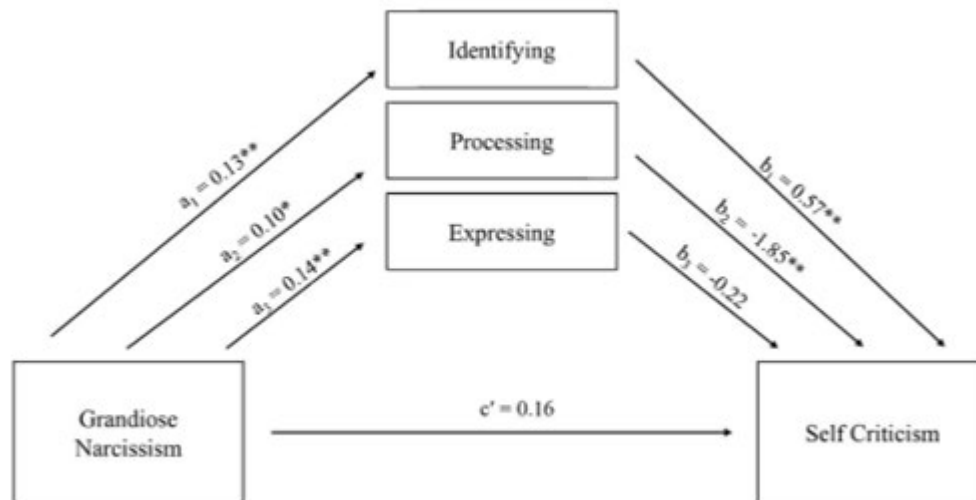 Identifying
Processing
Expressing
a₁ = 0.13**
a₂ = 0.10*
a₃ = 0.14**
b₁ = 0.57**
b₂ = -1.85**
b₃ = -0.22
Grandiose
Narcissism
c' = 0.16
Self Criticism